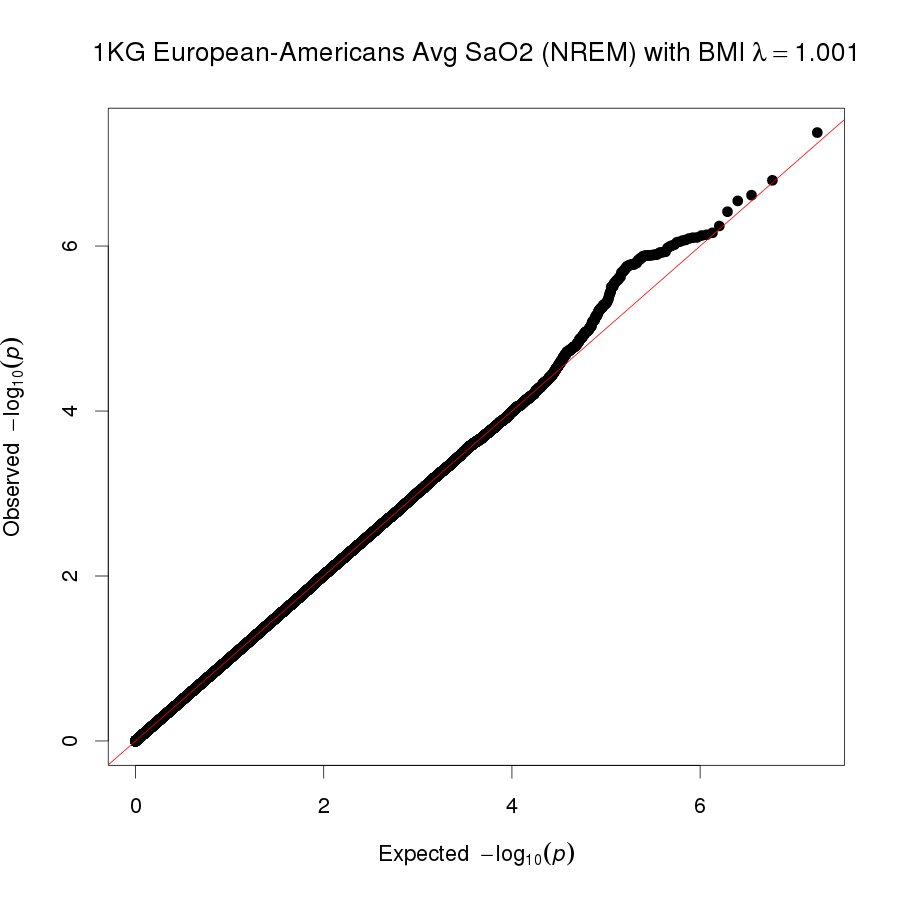 1KG European-Americans Avg SaO2 (NREM) with BMI λ = 1.001
Observed −log10(p)
6
4
2
0
0 2 4 6
Expected −log10(p)